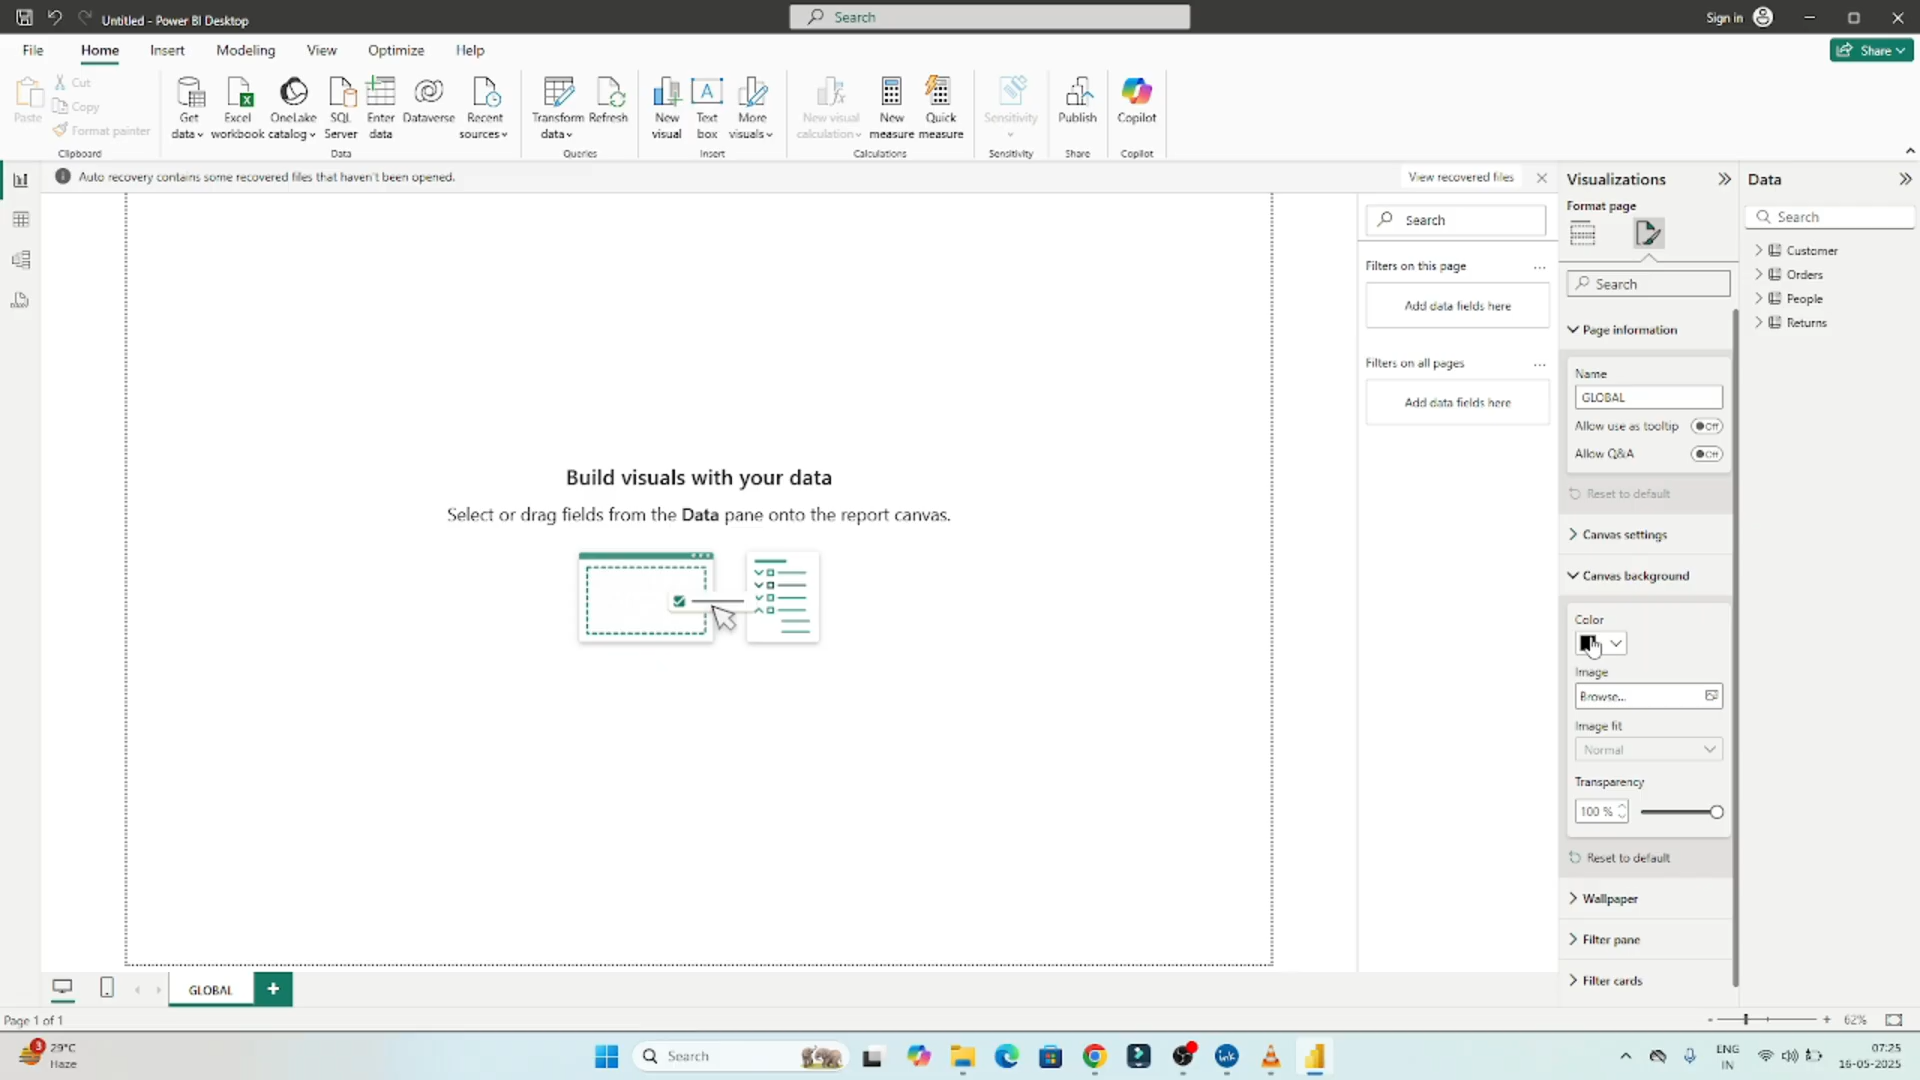 Untitled - Power BI Desktop
Search
Sign in
File
Home
Insert
Modeling
View
Optimize
Help
Share
Paste
Cut
Copy
Format painter
Clipboard
Get data
Excel workbook
OneLake catalog
SQL Server
Enter data
Dataverse
Recent sources
Data
Transform data
Refresh
Queries
New visual
Text box
More visuals
Insert
New visual calculation
New measure
Quick measure
Calculations
Sensitivity
Sensitivity
Publish
Share
Copilot
Copilot
Auto recovery contains some recovered files that haven't been opened.
View recovered files
Build visuals with your data
Select or drag fields from the Data pane onto the report canvas.
Search
Filters on this page
Add data fields here
Filters on all pages
Add data fields here
Visualizations
Format page
Search
Page information
Name
GLOBAL
Allow use as tooltip
Off
Allow Q&A
Off
Reset to default
Canvas settings
Canvas background
Color
Image
Browse...
Image fit
Normal
Transparency
100 %
Reset to default
Wallpaper
Filter pane
Filter cards
Data
Search
Customer
Orders
People
Returns
GLOBAL
Page 1 of 1
- + 62%
3
29°C
Haze
Search
ink
ENG
IN
07:25
16-05-2025